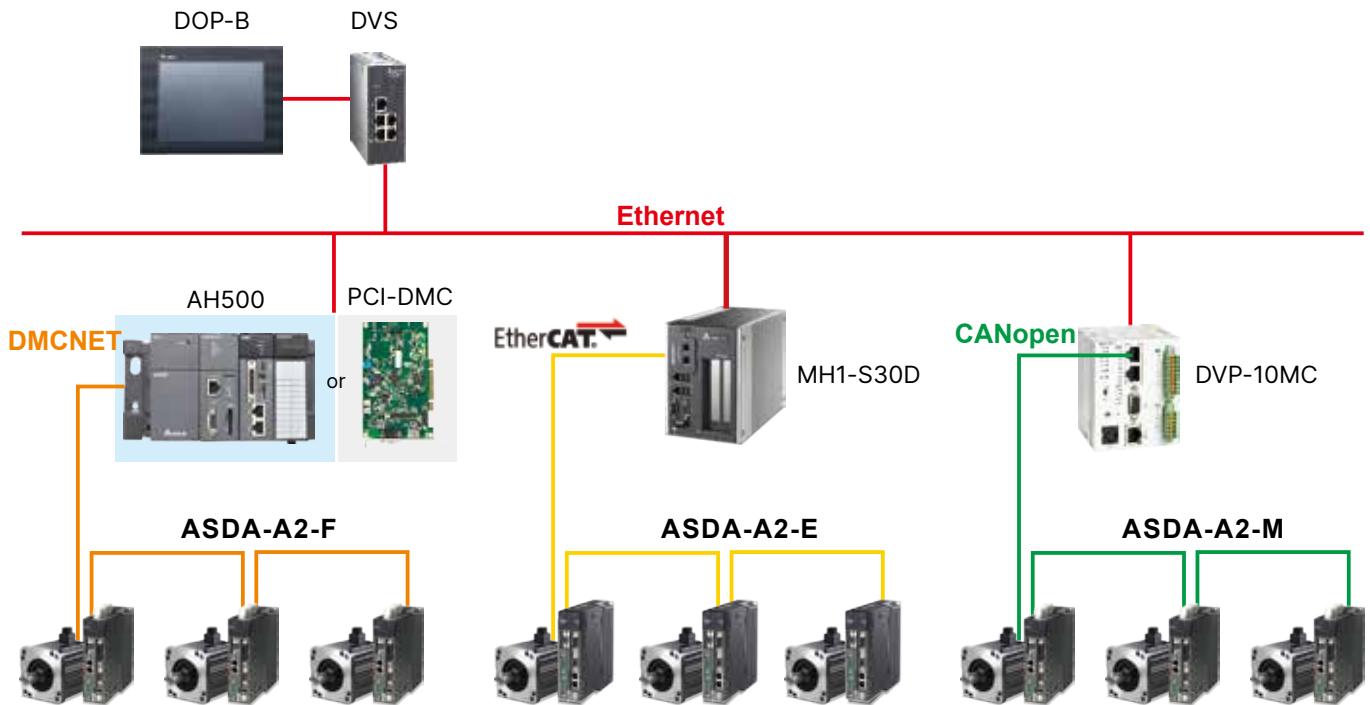 DOP-B
DVS
Ethernet
AH500
PCI-DMC
DMCNET
or
EtherCAT.
MH1-S30D
CANopen
DVP-10MC
ASDA-A2-F
ASDA-A2-E
ASDA-A2-M